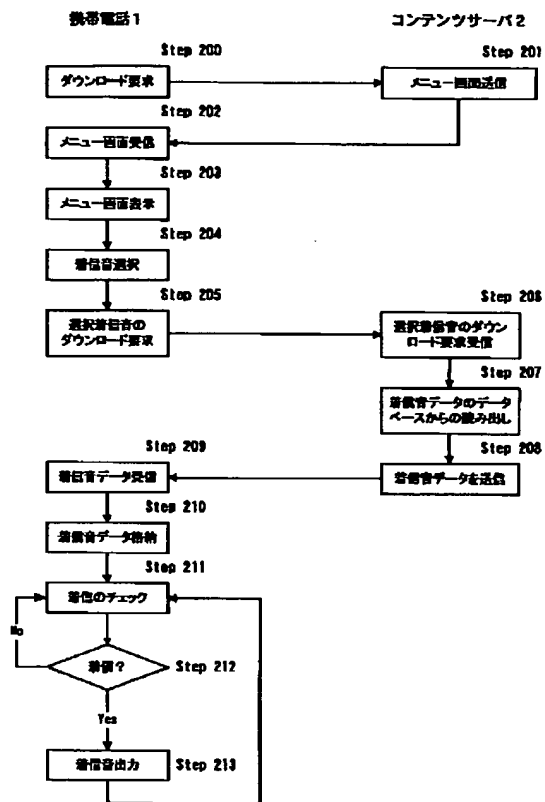 携帯電話1
コンテンツサーバ2
Step 200
Step 201
ダウンロード要求
メニュー画面送信
Step 202
メニュー画面受信
Step 203
メニュー画面表示
Step 204
着信音選択
Step 205
Step 206
選択着信音の
ダウンロード要求
選択着信音のダウン
ロード要求受信
Step 207
着信音データのデータ
ベースからの読み出し
Step 209
Step 208
着信音データ受信
着信音データを送信
Step 210
着信音データ格納
Step 211
着信のチェック
No
着信?
Step 212
Yes
着信音出力
Step 213